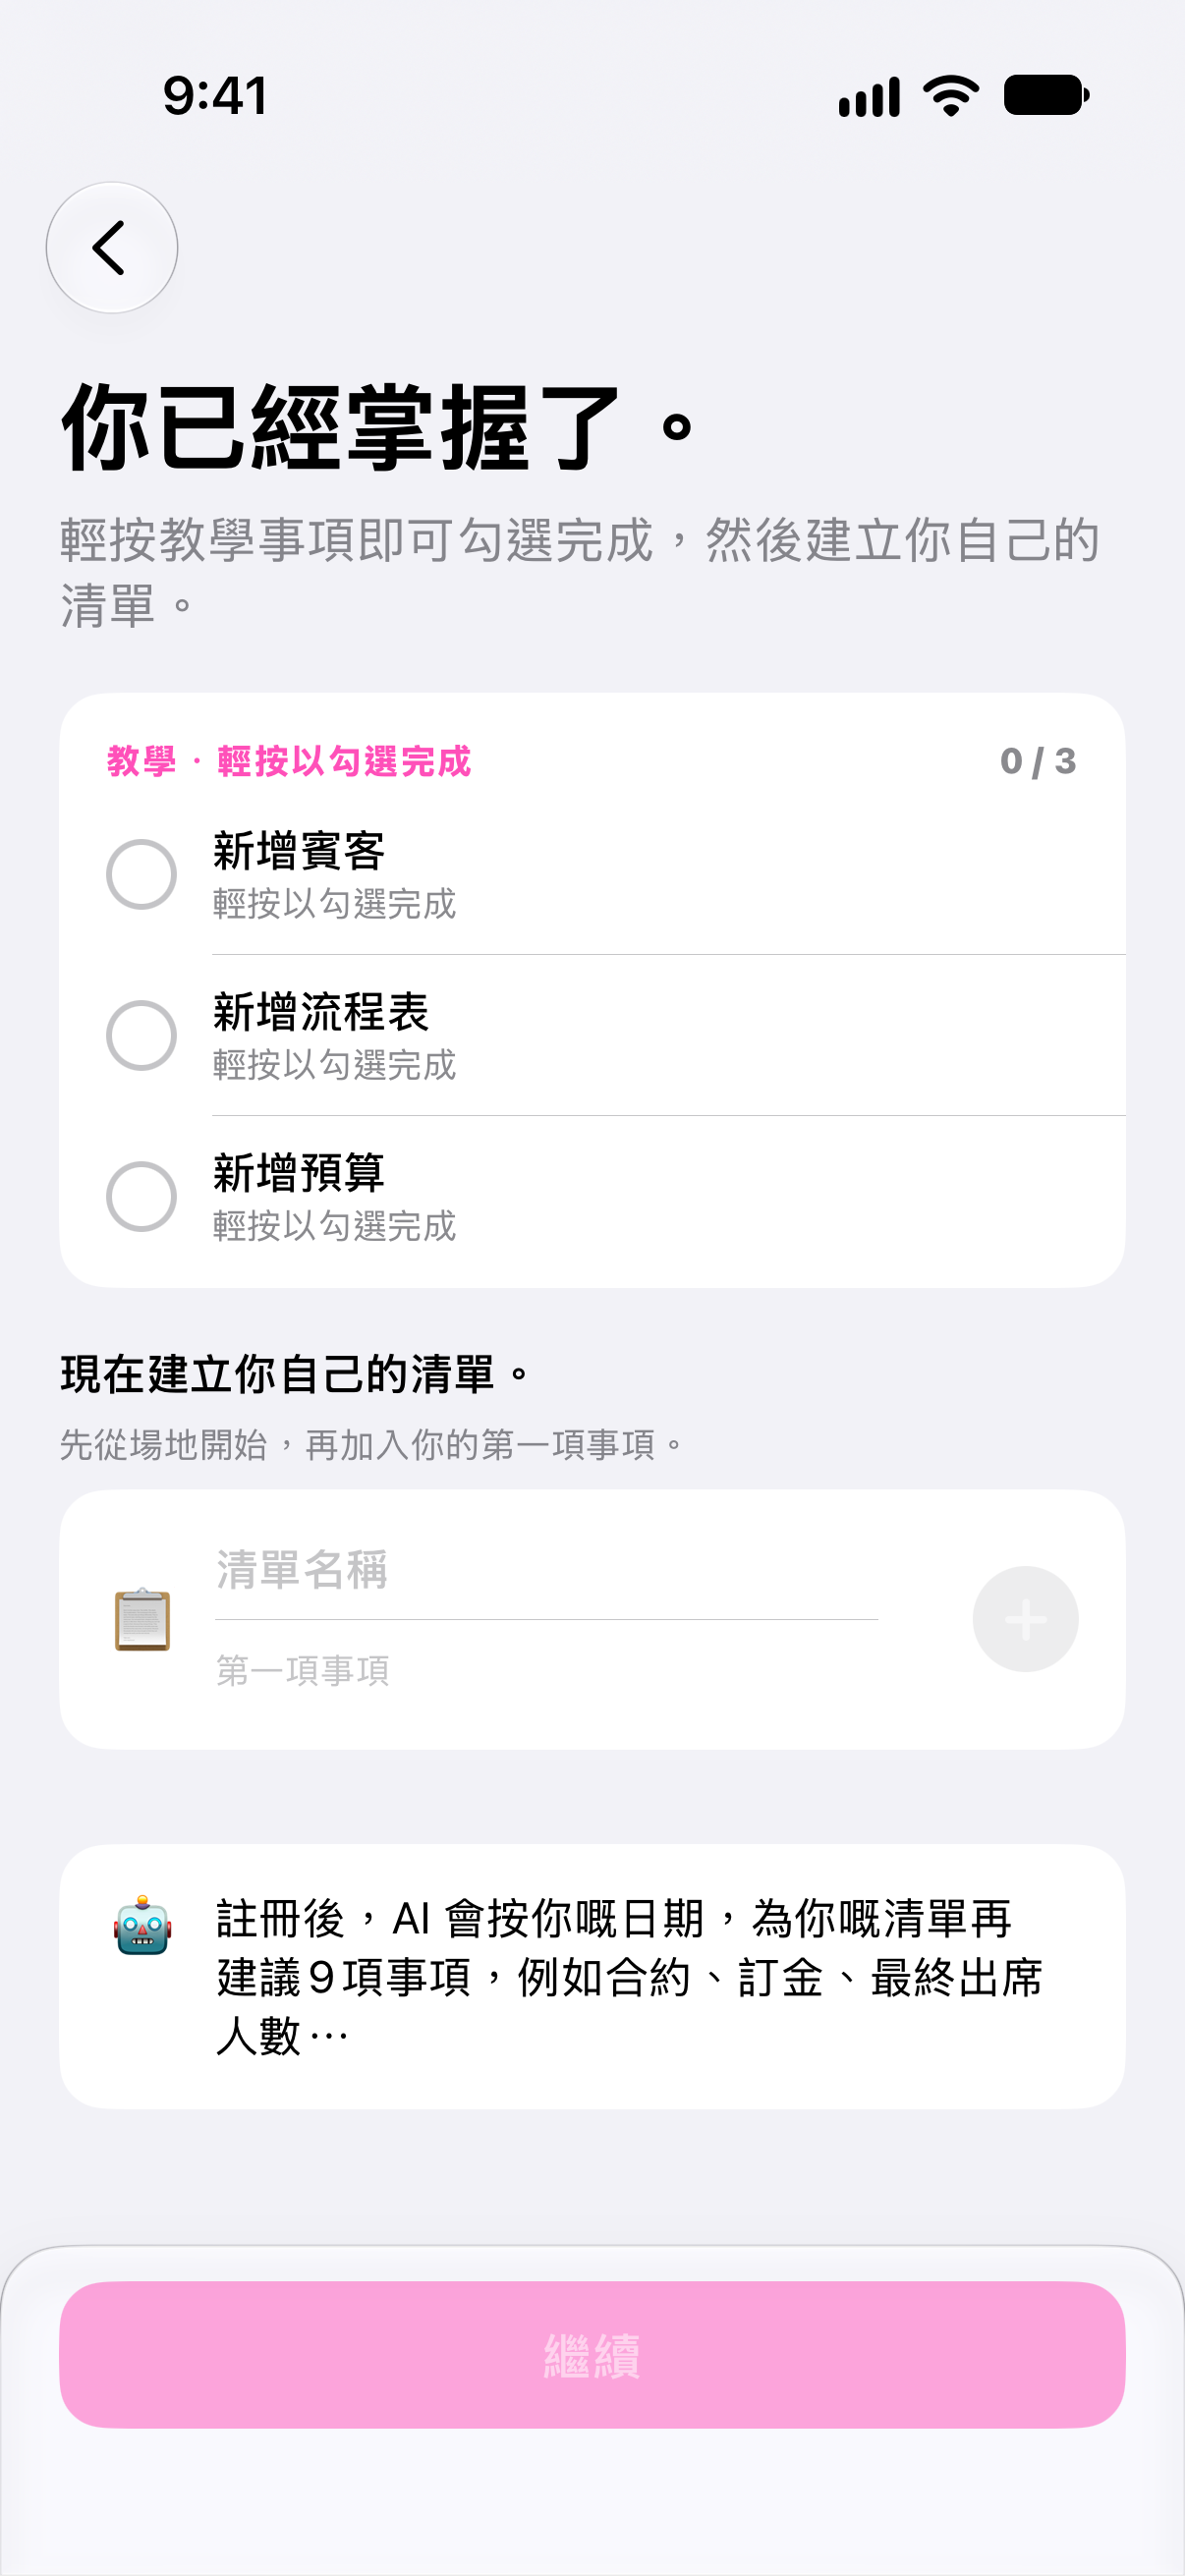 9:41
你已經掌握了。
輕按教學事項即可勾選完成，然後建立你自己的
清單。
教學 · 輕按以勾選完成
0 / 3
新增賓客
輕按以勾選完成
新增流程表
輕按以勾選完成
新增預算
輕按以勾選完成
現在建立你自己的清單。
先從場地開始，再加入你的第一項事項。
清單名稱
第一項事項
註冊後，AI 會按你嘅日期，為你嘅清單再
建議9項事項，例如合約、訂金、最終出席
人數…
繼續